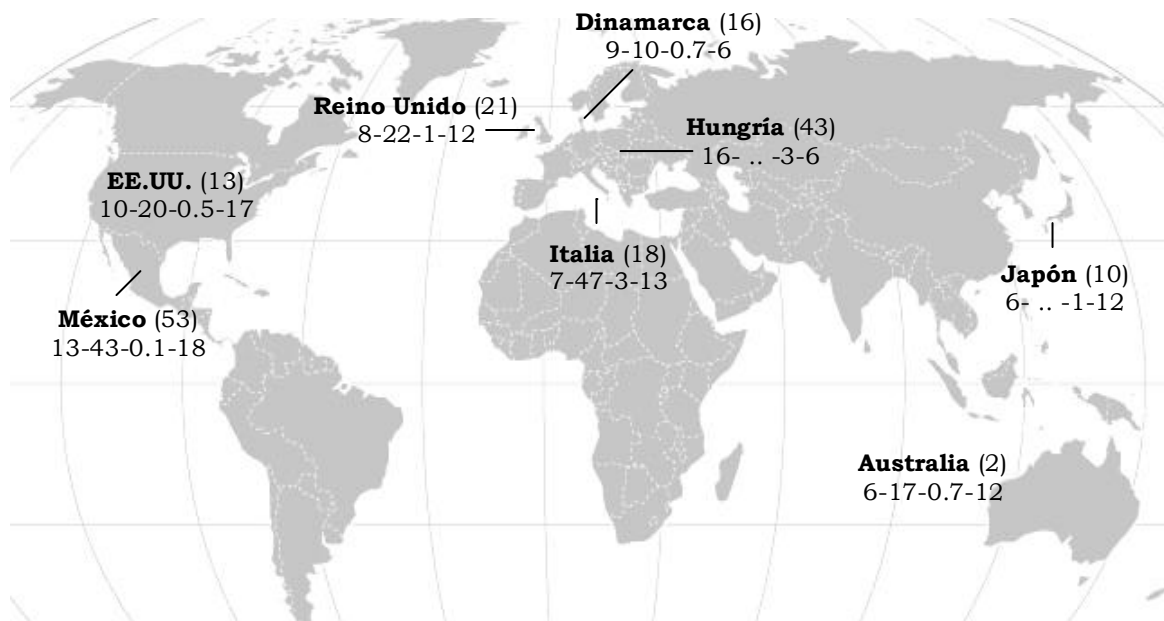 Dinamarca (16)
9-10-0.7-6
Reino Unido (21)
8-22-1-12
Hungría (43)
16- .. -3-6
EE.UU. (13)
10-20-0.5-17
Italia (18)
7-47-3-13
Japón (10)
6- .. -1-12
México (53)
13-43-0.1-18
Australia (2)
6-17-0.7-12